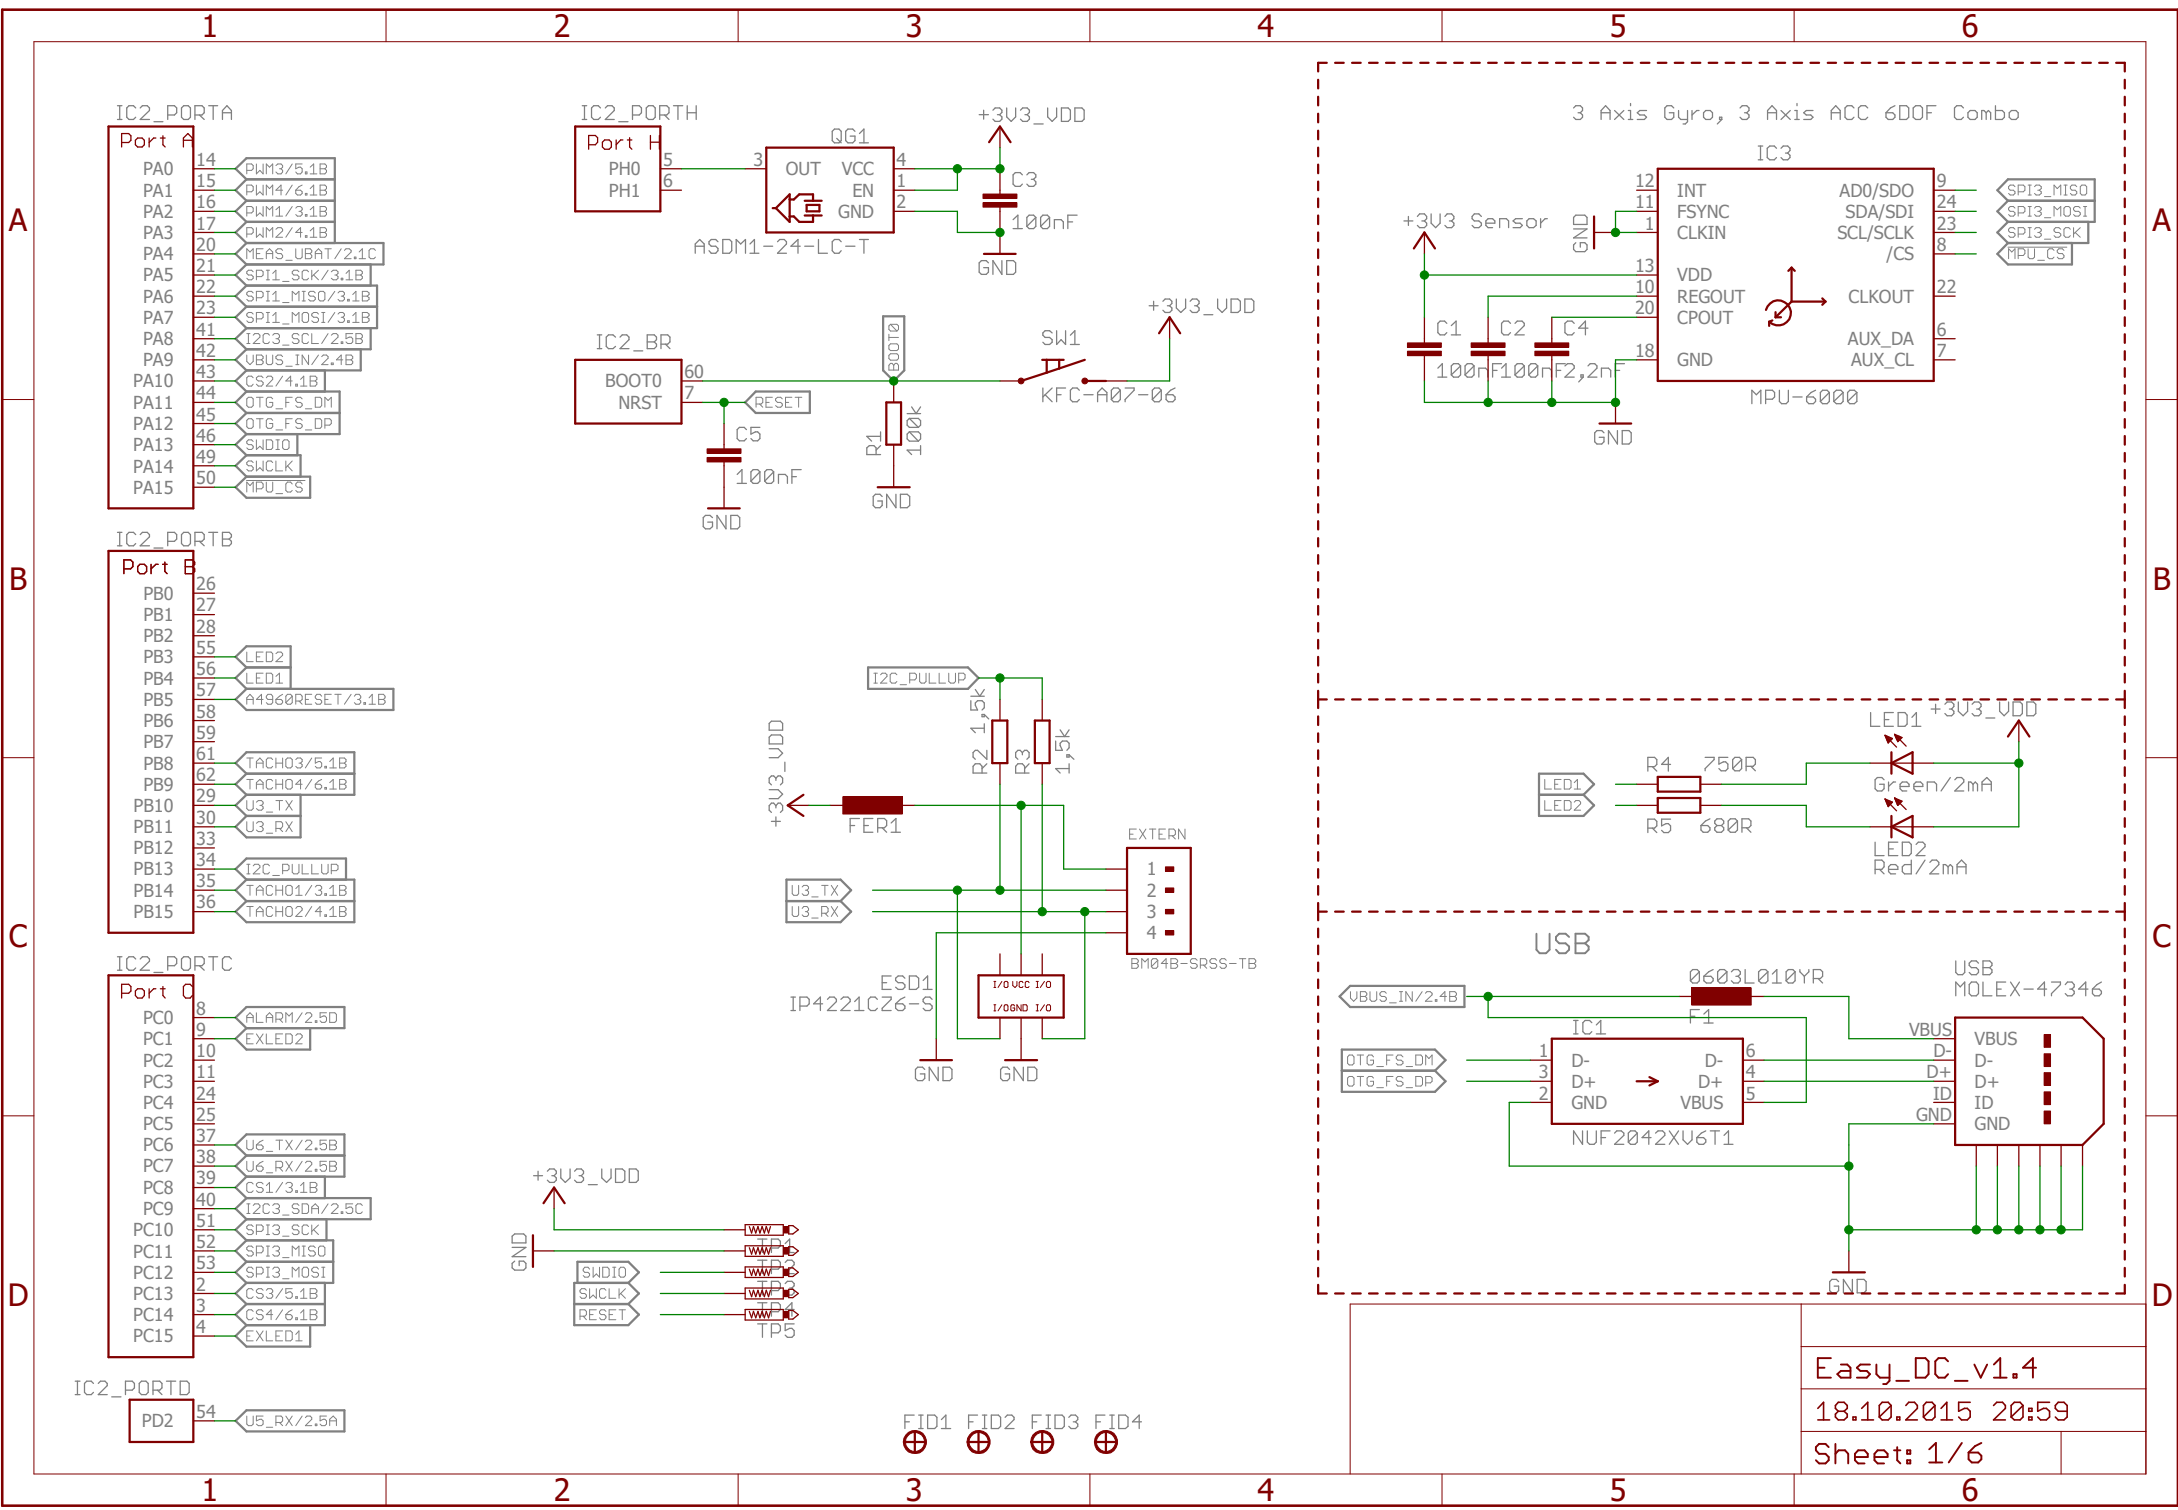 1 2 3 4 5 6
A A
B B
C C
D D
IC2_PORTA
Port A
PA0 14 PWM3/5.1B
PA1 15 PWM4/6.1B
PA2 16 PWM1/3.1B
PA3 17 PWM2/4.1B
PA4 20 MEAS_UBAT/2.1C
PA5 21 SPI1_SCK/3.1B
PA6 22 SPI1_MISO/3.1B
PA7 23 SPI1_MOSI/3.1B
PA8 41 I2C3_SCL/2.5B
PA9 42 VBUS_IN/2.4B
PA10 43 CS2/4.1B
PA11 44 OTG_FS_DM
PA12 45 OTG_FS_DP
PA13 46 SWDIO
PA14 49 SWCLK
PA15 50 MPU_CS
IC2_PORTB
Port B
PB0 26
PB1 27
PB2 28
PB3 55 LED2
PB4 56 LED1
PB5 57 A4960RESET/3.1B
PB6 58
PB7 59
PB8 61 TACHO3/5.1B
PB9 62 TACHO4/6.1B
PB10 29 U3_TX
PB11 30 U3_RX
PB12 33
PB13 34 I2C_PULLUP
PB14 35 TACHO1/3.1B
PB15 36 TACHO2/4.1B
IC2_PORTC
Port C
PC0 8 ALARM/2.5D
PC1 9 EXLED2
PC2 10
PC3 11
PC4 24
PC5 25
PC6 37 U6_TX/2.5B
PC7 38 U6_RX/2.5B
PC8 39 CS1/3.1B
PC9 40 I2C3_SDA/2.5C
PC10 51 SPI3_SCK
PC11 52 SPI3_MISO
PC12 53 SPI3_MOSI
PC13 2 CS3/5.1B
PC14 3 CS4/6.1B
PC15 4 EXLED1
IC2_PORTD
PD2 54 U5_RX/2.5A
IC2_PORTH
Port H
PH0 5
PH1 6
QG1
3 OUT VCC 4
EN 1
GND 2
ASDM1-24-LC-T
+3V3_VDD
C3
100nF
GND
IC2_BR
BOOT0 60
NRST 7
RESET
C5
100nF
GND
BOOT0
R1
100k
GND
SW1
KFC-A07-06
+3V3_VDD
I2C_PULLUP
R2
1,5k
R3
1,5k
+3V3_VDD
FER1
EXTERN
1
2
3
4
BM04B-SRSS-TB
U3_TX
U3_RX
ESD1
IP4221CZ6-S
I/O VCC I/O
I/O GND I/O
GND
GND
+3V3_VDD
GND
SWDIO
SWCLK
RESET
TP1
TP2
TP3
TP4
TP5
FID1 FID2 FID3 FID4
3 Axis Gyro, 3 Axis ACC 6DOF Combo
IC3
12 INT AD0/SDO 9 SPI3_MISO
11 FSYNC SDA/SDI 24 SPI3_MOSI
1 CLKIN SCL/SCLK 23 SPI3_SCK
/CS 8 MPU_CS
13 VDD
10 REGOUT CLKOUT 22
20 CPOUT
AUX_DA 6
18 GND AUX_CL 7
MPU-6000
GND
+3V3 Sensor
C1 C2 C4
100nF 100nF 2,2nF
GND
LED1
LED2
R4 750R
R5 680R
LED1
Green/2mA
+3V3_VDD
LED2
Red/2mA
USB
VBUS_IN/2.4B
0603L010YR
F1
OTG_FS_DM
OTG_FS_DP
IC1
1 D- D- 6
3 D+ D+ 4
2 GND VBUS 5
NUF2042XV6T1
USB
MOLEX-47346
VBUS VBUS
D- D-
D+ D+
ID ID
GND GND
GND
Easy_DC_v1.4
18.10.2015 20:59
Sheet: 1/6
1 2 3 4 5 6